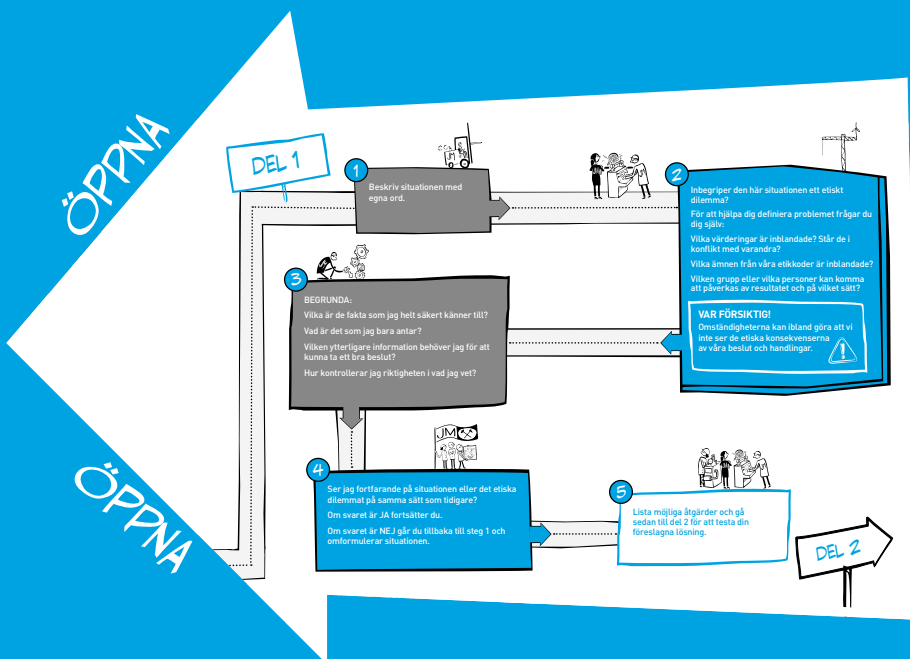 ÖPPNA
DEL 1
1
Beskriv situationen med
egna ord.
JM
2
Inbegriper den här situationen ett etiskt
dilemma?
För att hjälpa dig definiera problemet frågar du
dig själv:
Vilka värderingar är inblandade? Står de i
konflikt med varandra?
Vilka ämnen från våra etikkoder är inblandade?
Vilken grupp eller vilka personer kan komma
att påverkas av resultatet och på vilket sätt?
VAR FÖRSIKTIG!
Omständigheterna kan ibland göra att vi
inte ser de etiska konsekvenserna
av våra beslut och handlingar.
3
BEGRUNDA:
Vilka är de fakta som jag helt säkert känner till?
Vad är det som jag bara antar?
Vilken ytterligare information behöver jag för att
kunna ta ett bra beslut?
Hur kontrollerar jag riktigheten i vad jag vet?
JM
4
Ser jag fortfarande på situationen eller det etiska
dilemmat på samma sätt som tidigare?
Om svaret är JA fortsätter du.
Om svaret är NEJ går du tillbaka till steg 1 och
omformulerar situationen.
5
Lista möjliga åtgärder och gå
sedan till del 2 för att testa din
föreslagna lösning.
DEL 2
ÖPPNA